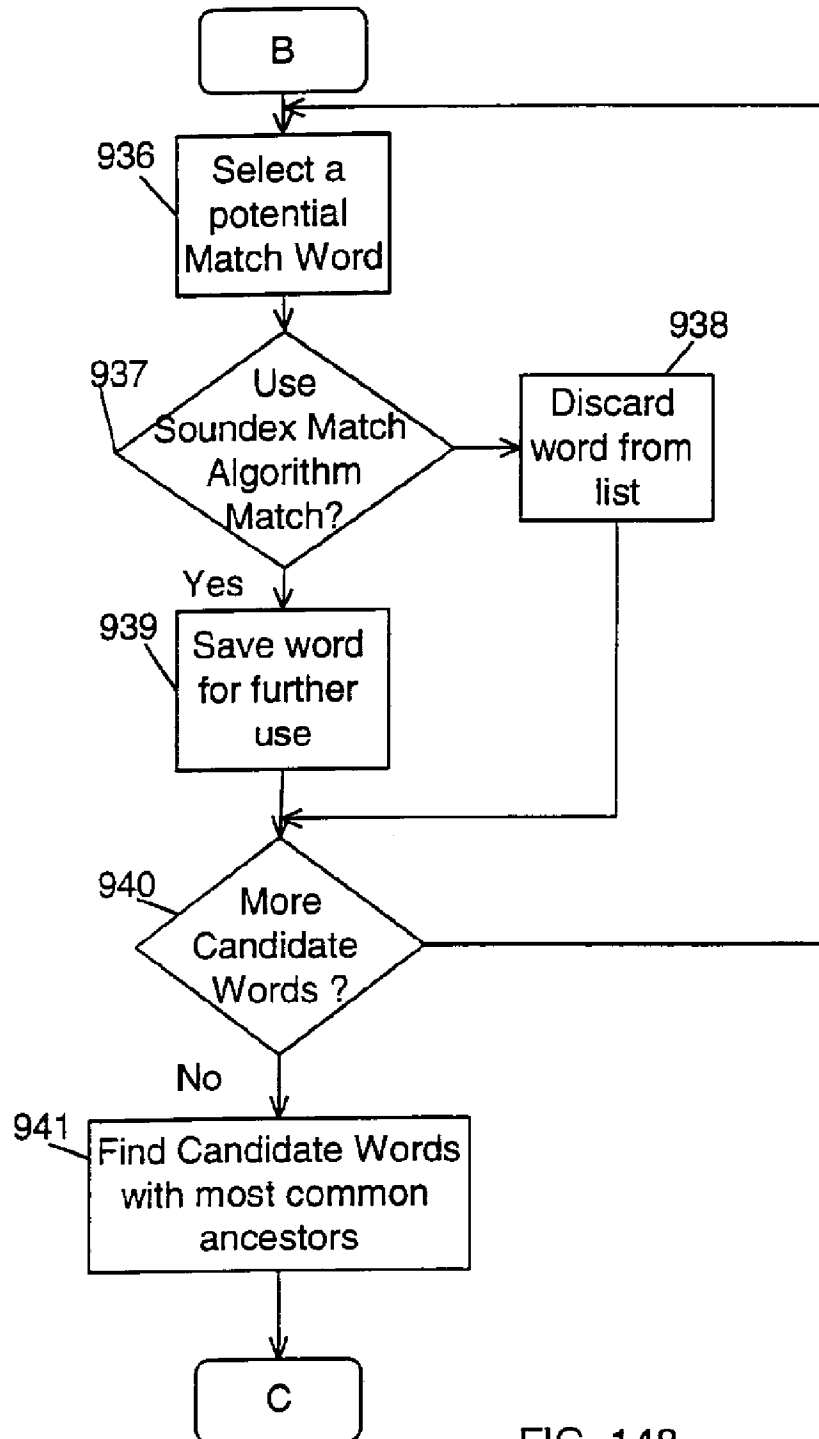 B
936
Select a
potential
Match Word
938
937
Use
Soundex Match
Algorithm
Match?
Discard
word from
list
Yes
939
Save word
for further
use
940
More
Candidate
Words ?
No
941
Find Candidate Words
with most common
ancestors
C